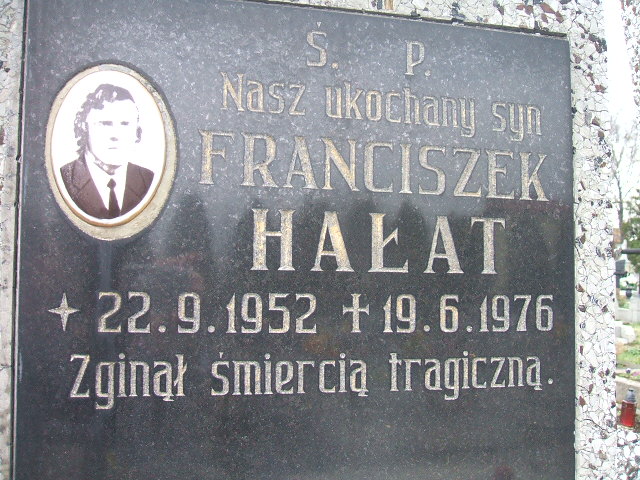 Ś. P
Nasz ukochany syn
FRANCISZEK
HAŁAT
22.9.1952 19.6.1976
Zginął śmiercią tragiczną.